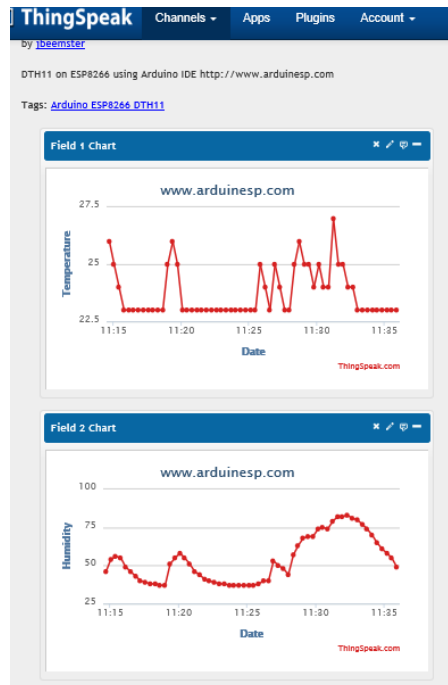 ThingSpeak Channels Apps Plugins Account
by jbeemster
DTH11 on ESP8266 using Arduino IDE http://www.arduinesp.com
Tags: Arduino ESP8266 DTH11
Field 1 Chart
www.arduinesp.com
27.5
25
22.5
Temperature
11:15 11:20 11:25 11:30 11:35
Date
ThingSpeak.com
Field 2 Chart
www.arduinesp.com
100
75
50
25
Humidity
11:15 11:20 11:25 11:30 11:35
Date
ThingSpeak.com